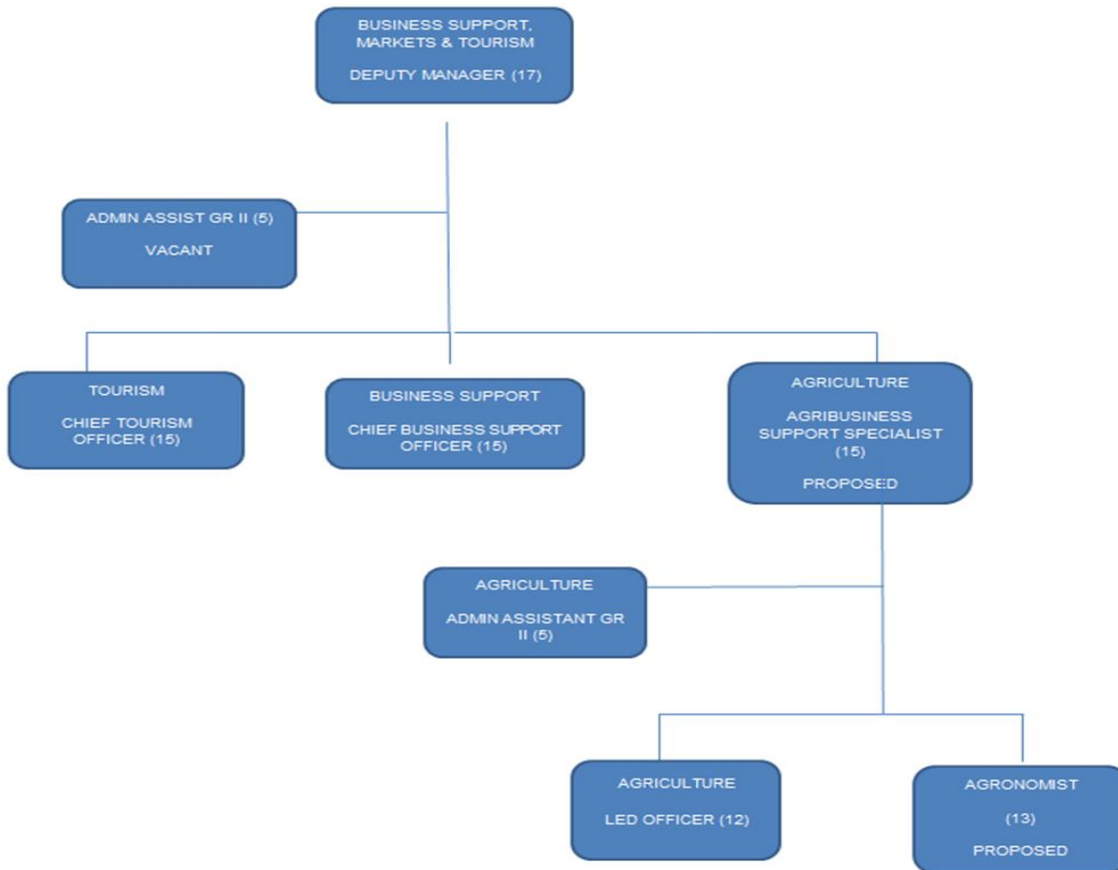 BUSINESS SUPPORT,
MARKETS & TOURISM
DEPUTY MANAGER (17)
ADMIN ASSIST GR II (5)
VACANT
TOURISM
CHIEF TOURISM
OFFICER (15)
BUSINESS SUPPORT
CHIEF BUSINESS SUPPORT
OFFICER (15)
AGRICULTURE
AGRIBUSINESS
SUPPORT SPECIALIST
(15)
PROPOSED
AGRICULTURE
ADMIN ASSISTANT GR
II (5)
AGRICULTURE
LED OFFICER (12)
AGRONOMIST
(13)
PROPOSED